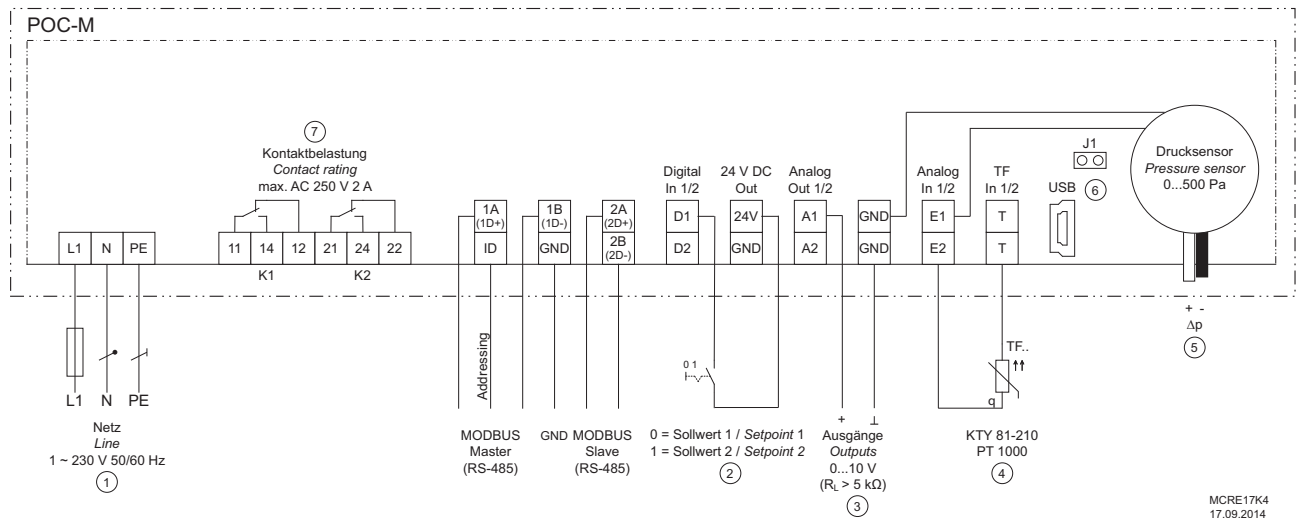 POC-M
7
Kontaktbelastung
Contact rating
max. AC 250 V 2 A
Digital
In 1/2
24 V DC
Out
Analog
Out 1/2
Analog
In 1/2
TF
In 1/2
USB
J1
6
Drucksensor
Pressure sensor
0...500 Pa
L1 N PE
11 14 12 21 24 22
K1 K2
1A
(1D+)
ID
1B
(1D-)
GND
2A
(2D+)
2B
(2D-)
D1
D2
24V
GND
A1
A2
GND
GND
E1
E2
T
T
+ -
Δp
5
L1 N PE
Netz
Line
1 ~ 230 V 50/60 Hz
1
Addressing
MODBUS
Master
(RS-485)
GND
MODBUS
Slave
(RS-485)
0 1
0 = Sollwert 1 / Setpoint 1
1 = Sollwert 2 / Setpoint 2
2
+ ⊥
Ausgänge
Outputs
0...10 V
(RL > 5 kΩ)
3
TF..
q
KTY 81-210
PT 1000
4
MCRE17K4
17.09.2014